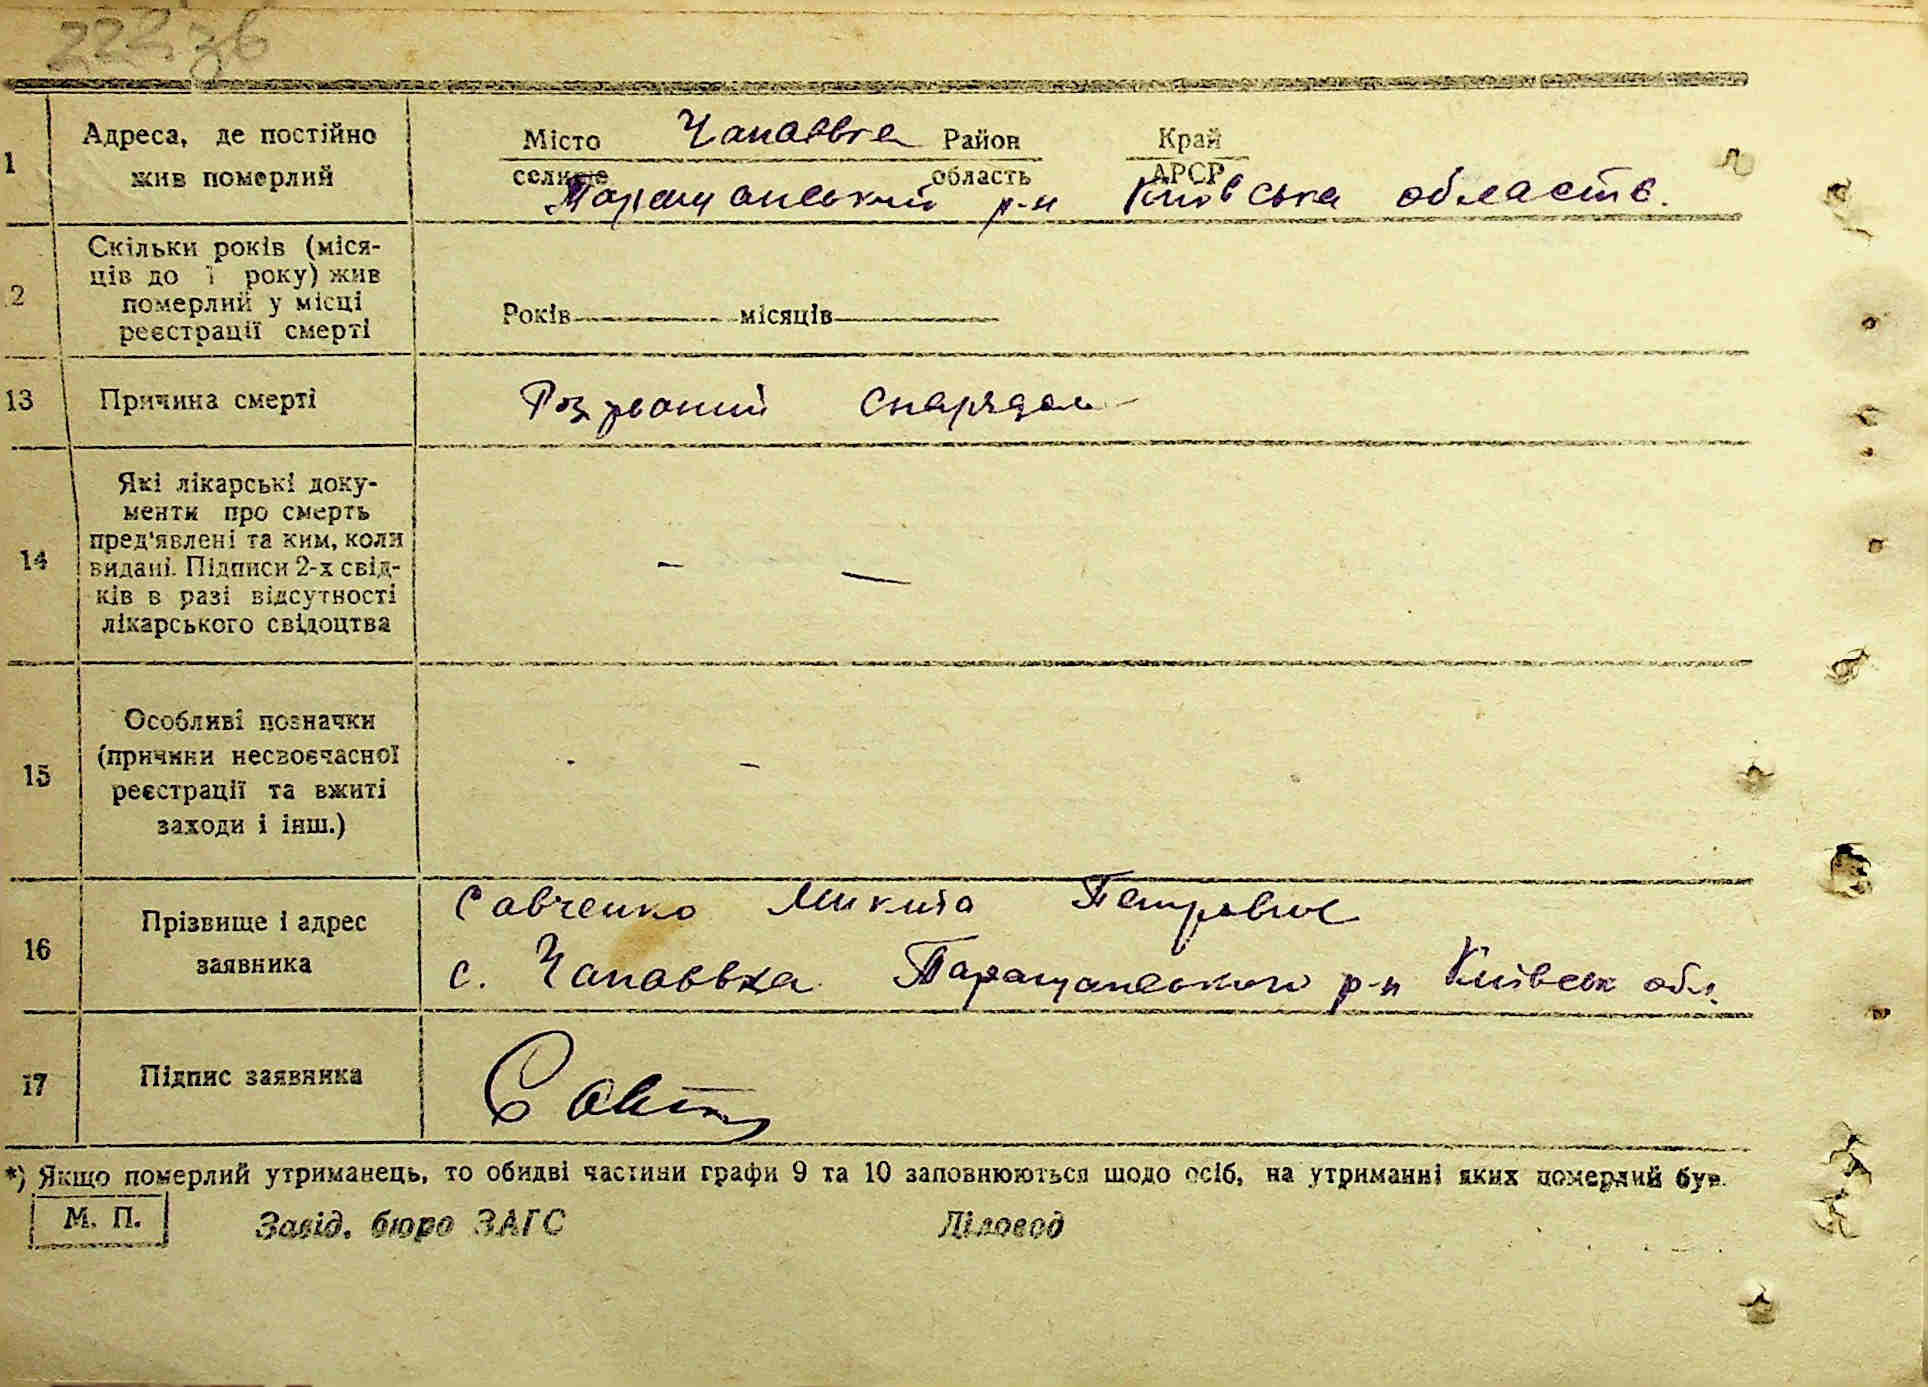 222 зв
1
Адреса, де постійно
жив померлий
Місто Чапаєвка Район Край
селище область АРСР
Таращанський р-н Київська область.
2
Скільки років (міся-
ців до 1 року) жив
померлий у місці
реєстрації смерті
Років місяців
13
Причина смерті
Розірваний снарядом
14
Які лікарські доку-
менти про смерть
пред'явлені та ким, коли
видані. Підписи 2-х свід-
ків в разі відсутності
лікарського свідоцтва
- —
15
Особливі позначки
(причини несвоєчасної
реєстрації та вжиті
заходи і інш.)
16
Прізвище і адрес
заявника
Савченко Микита Петрович
с. Чапаєвка Таращанського р-н Київськ обл.
17
Підпис заявника
*) Якщо померлий утриманець, то обидві частини графи 9 та 10 заповнюються щодо осіб, на утриманні яких померлий був.
М. П.
Завід. бюро ЗАГС Діловод